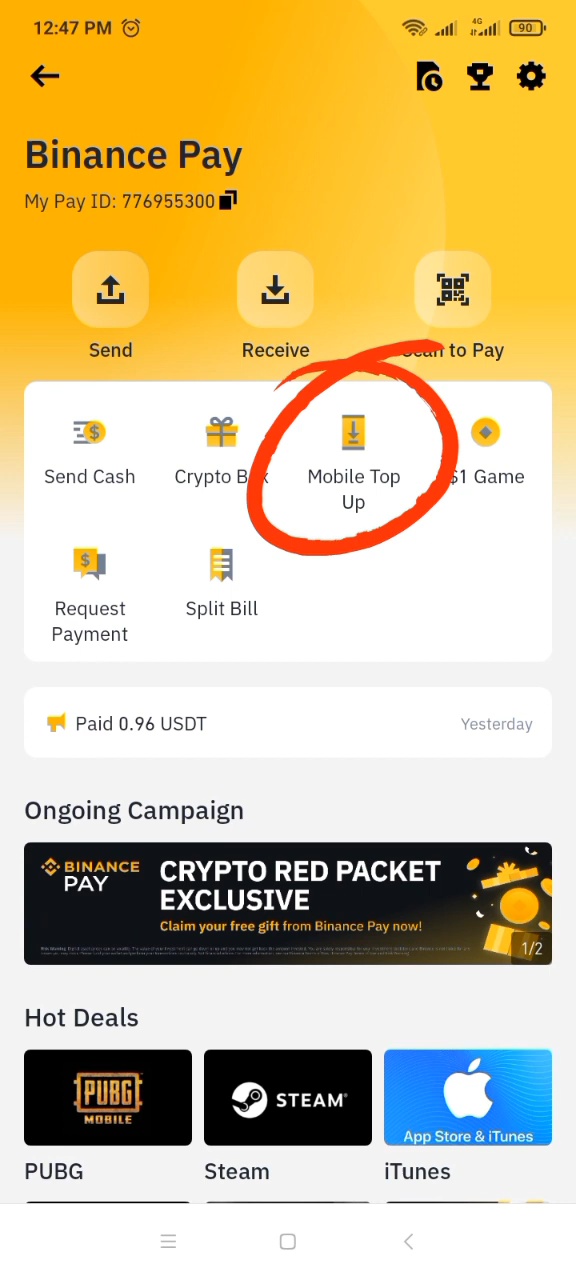 12:47 PM
4G
90
Binance Pay
My Pay ID: 776955300
Send
Receive
Scan to Pay
Send Cash
Crypto Box
Mobile Top
Up
$1 Game
Request
Payment
Split Bill
Paid 0.96 USDT
Yesterday
Ongoing Campaign
BINANCE
PAY
CRYPTO RED PACKET
EXCLUSIVE
Claim your free gift from Binance Pay now!
1/2
Hot Deals
PUBG
MOBILE
STEAM
App Store & iTunes
PUBG
Steam
iTunes